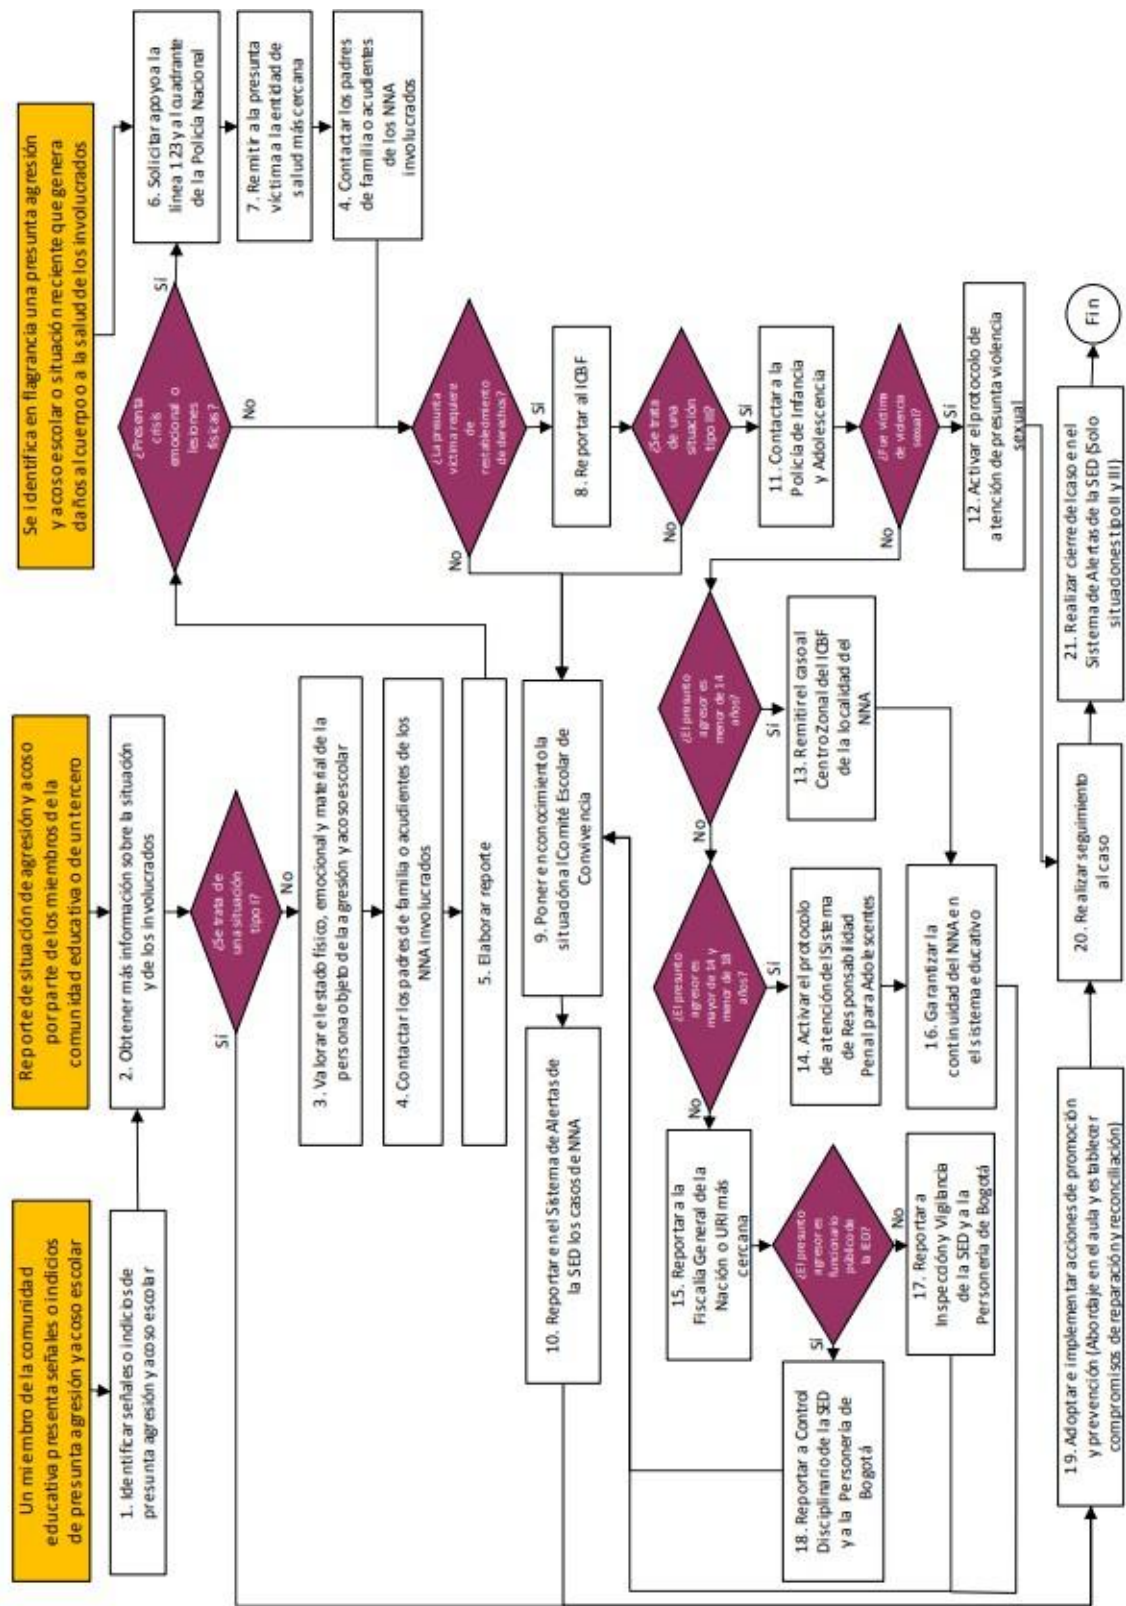 Un miembro de la comunidad
educativa presenta señales o indicios
de presunta agresión y acoso escolar
Reporte de situación de agresión y acoso
por parte de los miembros de la
comunidad educativa o de un tercero
Se identifica en flagrancia una presunta agresión
y acoso escolar o situación reciente que genera
daños al cuerpo o a la salud de los involucrados
1. Identificar señales o indicios de
presunta agresión y acoso escolar
2. Obtener más información sobre la situación
y de los involucrados
6. Solicitar apoyo a la
línea 123 y al cuadrante
de la Policía Nacional
¿Se trata de
una situación
tipo I?
Sí
No
¿Presenta
crisis
emocional o
lesiones
físicas?
Sí
No
7. Remitir a la presunta
víctima a la entidad de
salud más cercana
3. Valorar el estado físico, emocional y material de la
persona objeto de la agresión y acoso escolar
4. Contactar los padres
de familia o acudientes
de los NNA
involucrados
4. Contactar los padres de familia o acudientes de los
NNA involucrados
5. Elaborar reporte
¿La presunta
víctima requiere
de
restablecimiento
de derechos?
No
Sí
10. Reportar en el Sistema de Alertas de
la SED los casos de NNA
9. Poner en conocimiento la
situación al Comité Escolar de
Convivencia
8. Reportar al ICBF
¿Se trata
de una
situación
tipo III?
No
Sí
15. Reportar a la
Fiscalía General de la
Nación o URI más
cercana
¿El presunto
agresor es
mayor de 14 y
menor de 18
años?
No
Sí
¿El presunto
agresor es
menor de 14
años?
No
Sí
11. Contactar a la
Policía de Infancia
y Adolescencia
¿El presunto
agresor es
funcionario
público de
la IED?
Sí
No
14. Activar el protocolo
de atención del Sistema
de Responsabilidad
Penal para Adolescentes
13. Remitir el caso al
Centro Zonal del ICBF
de la localidad del
NNA
¿Fue víctima
de violencia
sexual?
No
Sí
18. Reportar a Control
Disciplinario de la SED
y a la Personería de
Bogotá
17. Reportar a
Inspección y Vigilancia
de la SED y a la
Personería de Bogotá
16. Garantizar la
continuidad del NNA en
el sistema educativo
12. Activar el protocolo de
atención de presunta violencia
sexual
19. Adoptar e implementar acciones de promoción
y prevención (Abordaje en el aula y establecer
compromisos de reparación y reconciliación)
20. Realizar seguimiento
al caso
21. Realizar cierre del caso en el
Sistema de Alertas de la SED (Solo
situaciones tipo II y III)
Fin